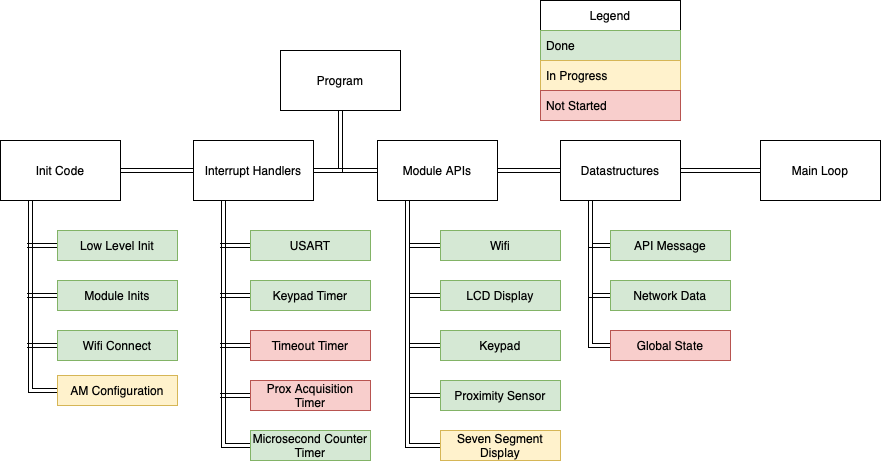 Legend
Done
In Progress
Not Started
Program
Init Code
Interrupt Handlers
Module APIs
Datastructures
Main Loop
Low Level Init
Module Inits
Wifi Connect
AM Configuration
USART
Keypad Timer
Timeout Timer
Prox Acquisition
Timer
Microsecond Counter
Timer
Wifi
LCD Display
Keypad
Proximity Sensor
Seven Segment
Display
API Message
Network Data
Global State